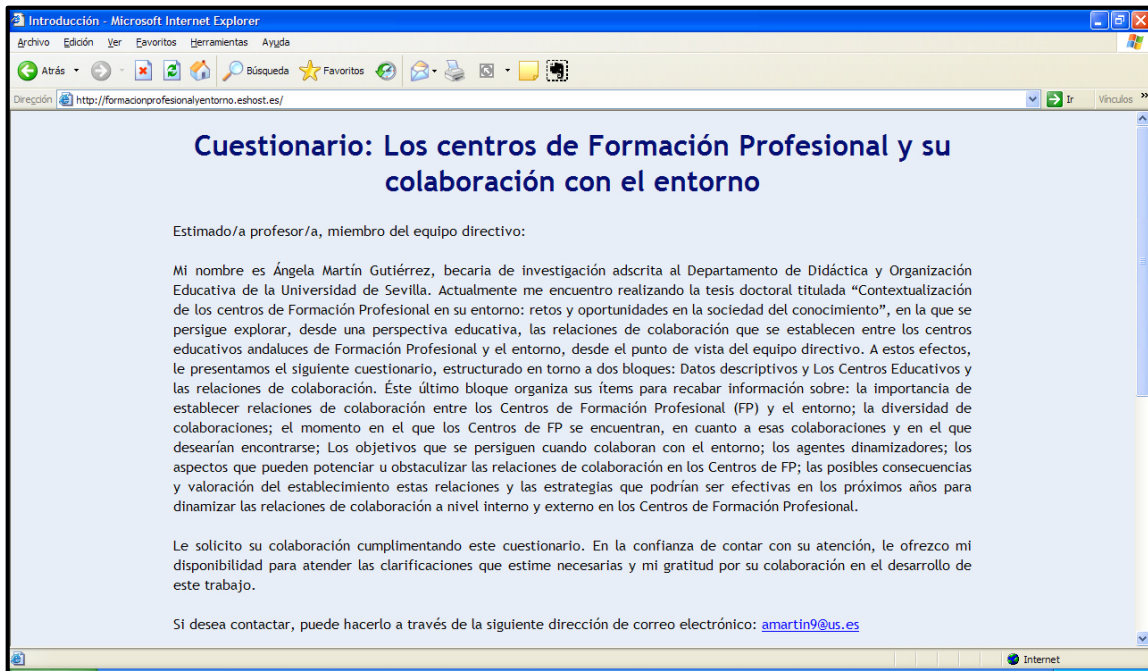 Introducción - Microsoft Internet Explorer
Archivo Edición Ver Favoritos Herramientas Ayuda
Atrás Búsqueda Favoritos
Dirección http://formacionprofesionalyentorno.eshost.es/ Ir Vínculos »
Cuestionario: Los centros de Formación Profesional y su
colaboración con el entorno
Estimado/a profesor/a, miembro del equipo directivo:
Mi nombre es Ángela Martín Gutiérrez, becaria de investigación adscrita al Departamento de Didáctica y Organización
Educativa de la Universidad de Sevilla. Actualmente me encuentro realizando la tesis doctoral titulada “Contextualización
de los centros de Formación Profesional en su entorno: retos y oportunidades en la sociedad del conocimiento”, en la que se
persigue explorar, desde una perspectiva educativa, las relaciones de colaboración que se establecen entre los centros
educativos andaluces de Formación Profesional y el entorno, desde el punto de vista del equipo directivo. A estos efectos,
le presentamos el siguiente cuestionario, estructurado en torno a dos bloques: Datos descriptivos y Los Centros Educativos y
las relaciones de colaboración. Éste último bloque organiza sus ítems para recabar información sobre: la importancia de
establecer relaciones de colaboración entre los Centros de Formación Profesional (FP) y el entorno; la diversidad de
colaboraciones; el momento en el que los Centros de FP se encuentran, en cuanto a esas colaboraciones y en el que
desearían encontrarse; Los objetivos que se persiguen cuando colaboran con el entorno; los agentes dinamizadores; los
aspectos que pueden potenciar u obstaculizar las relaciones de colaboración en los Centros de FP; las posibles consecuencias
y valoración del establecimiento estas relaciones y las estrategias que podrían ser efectivas en los próximos años para
dinamizar las relaciones de colaboración a nivel interno y externo en los Centros de Formación Profesional.
Le solicito su colaboración cumplimentando este cuestionario. En la confianza de contar con su atención, le ofrezco mi
disponibilidad para atender las clarificaciones que estime necesarias y mi gratitud por su colaboración en el desarrollo de
este trabajo.
Si desea contactar, puede hacerlo a través de la siguiente dirección de correo electrónico: amartin9@us.es
Internet